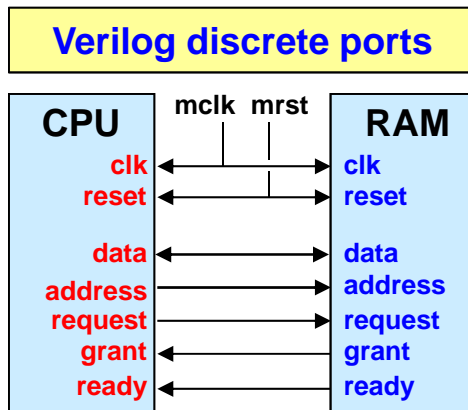 Verilog discrete ports
CPU
mclk mrst
RAM
clk
clk
reset
reset
data
data
address
address
request
request
grant
grant
ready
ready